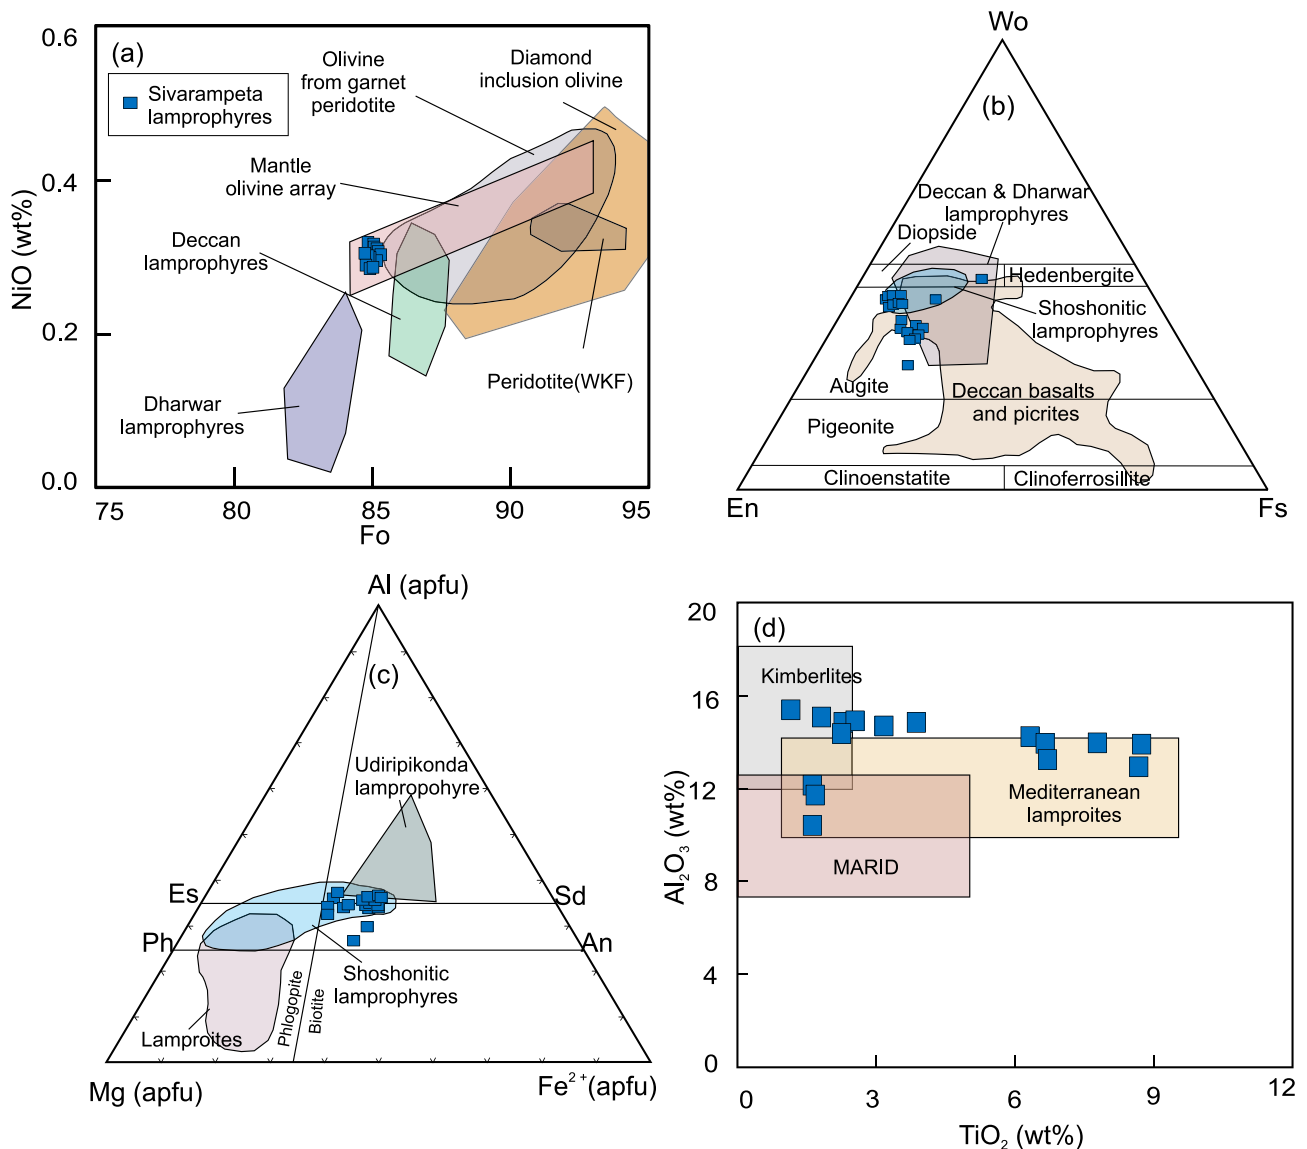 (a)
Sivarampeta
lamprophyres
Olivine
from garnet
peridotite
Diamond
inclusion olivine
Mantle
olivine array
Deccan
lamprophyres
Dharwar
lamprophyres
Peridotite(WKF)
0.6
0.4
0.2
0.0
NiO (wt%)
75
80
85
90
95
Fo
Wo
(b)
Deccan & Dharwar
lamprophyres
Diopside
Hedenbergite
Shoshonitic
lamprophyres
Augite
Deccan basalts
and picrites
Pigeonite
Clinoenstatite
Clinoferrosillite
En
Fs
Al (apfu)
(c)
Udiripikonda
lampropohyre
Es
Sd
Ph
An
Shoshonitic
lamprophyres
Lamproites
Phlogopite
Biotite
Mg (apfu)
Fe²⁺(apfu)
(d)
Kimberlites
Mediterranean
lamproites
MARID
20
16
12
8
4
0
Al₂O₃ (wt%)
0
3
6
9
12
TiO₂ (wt%)